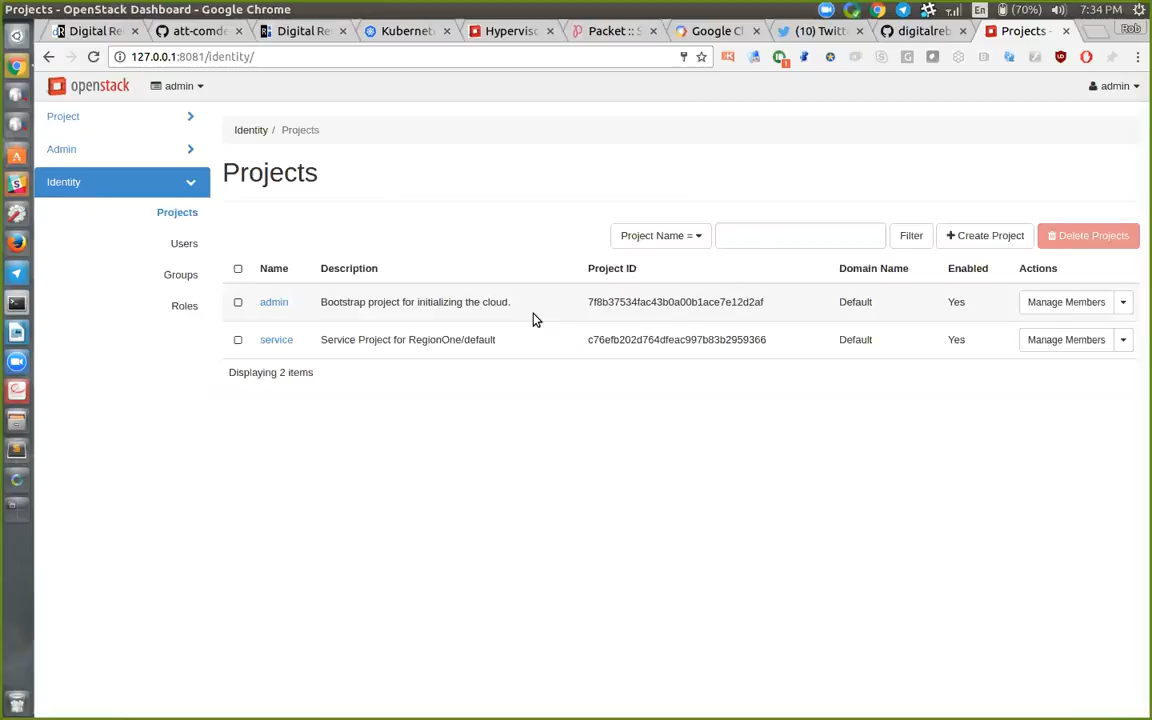 Projects - OpenStack Dashboard - Google Chrome
En (70%) 7:34 PM
Digital Re
att-comde
Digital Re
Kubernet
Hypervis
Packet ::
Google Cl
(10) Twitt
digitalreb
Projects -
Rob
127.0.0.1:8081/identity/
openstack
admin
admin
Project
Admin
Identity
Projects
Users
Groups
Roles
Identity / Projects
Projects
Project Name =
Filter
Create Project
Delete Projects
Name Description Project ID Domain Name Enabled Actions
admin Bootstrap project for initializing the cloud. 7f8b37534fac43b0a00b1ace7e12d2af Default Yes Manage Members
service Service Project for RegionOne/default c76efb202d764dfeac997b83b2959366 Default Yes Manage Members
Displaying 2 items